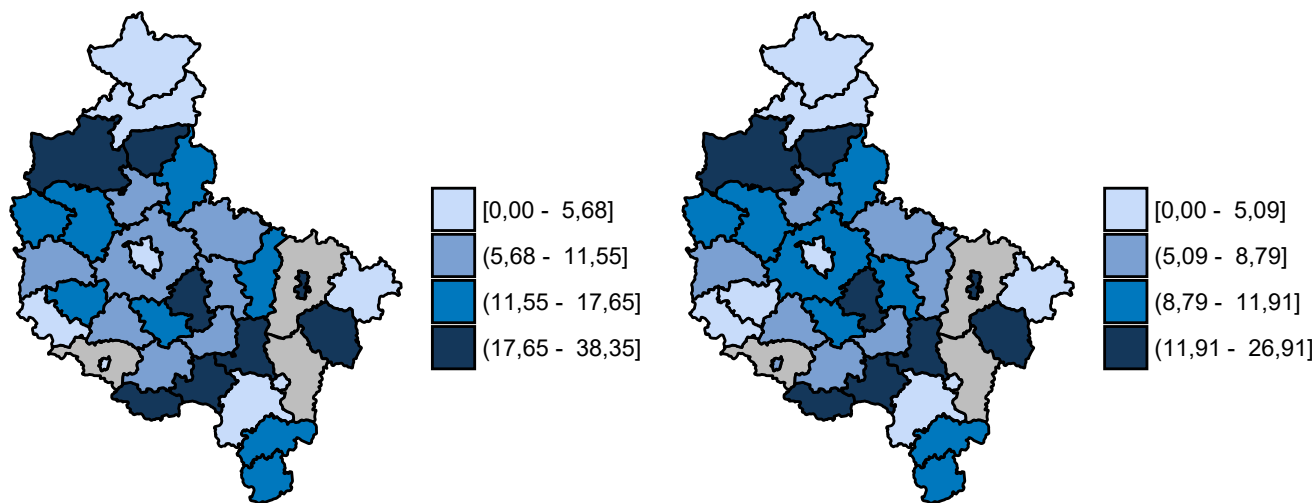 [0,00 - 5,68]
(5,68 - 11,55]
(11,55 - 17,65]
(17,65 - 38,35]
[0,00 - 5,09]
(5,09 - 8,79]
(8,79 - 11,91]
(11,91 - 26,91]